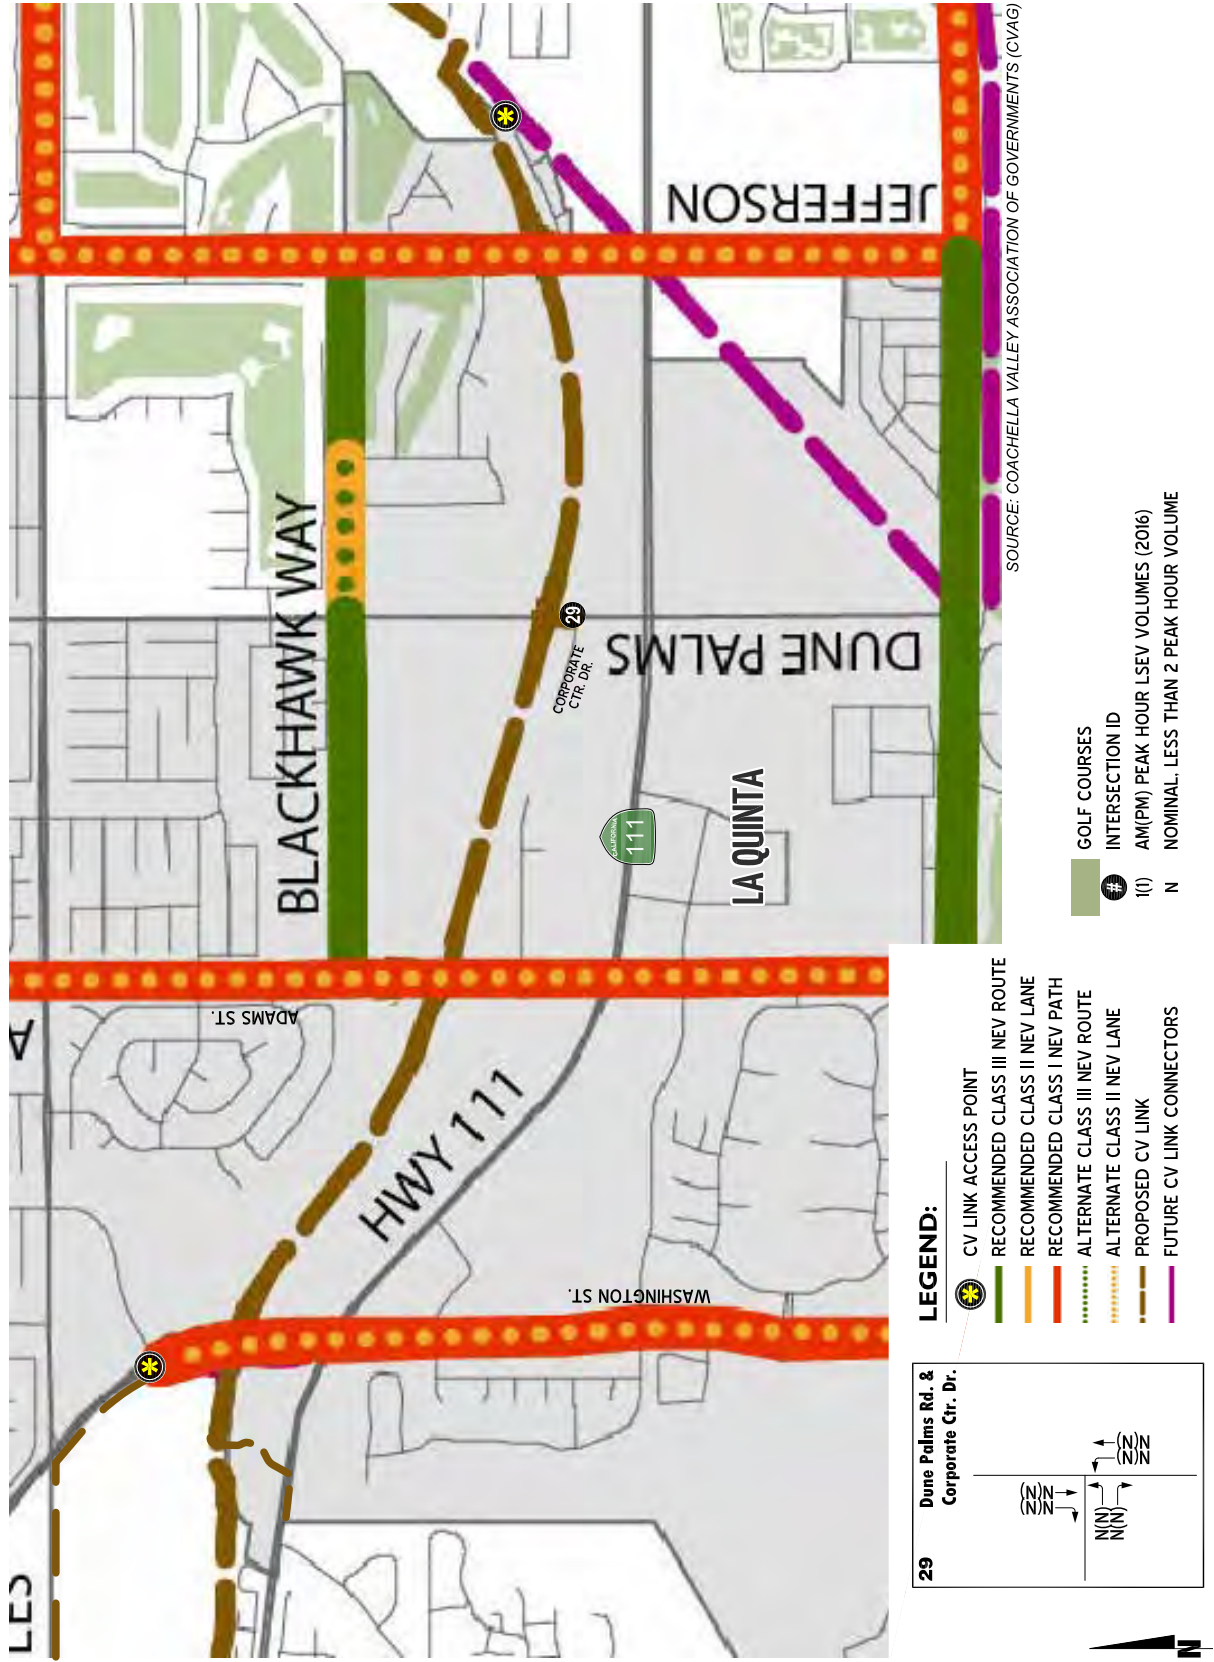 BLACKHAWK WAY
JEFFERSON
DUNE PALMS
HWY 111
ADAMS ST.
WASHINGTON ST.
CORPORATE
CTR. DR.
29
CALIFORNIA
111
LA QUINTA
A
LES
SOURCE: COACHELLA VALLEY ASSOCIATION OF GOVERNMENTS (CVAG)
LEGEND:
CV LINK ACCESS POINT
RECOMMENDED CLASS III NEV ROUTE
RECOMMENDED CLASS II NEV LANE
RECOMMENDED CLASS I NEV PATH
ALTERNATE CLASS III NEV ROUTE
ALTERNATE CLASS II NEV LANE
PROPOSED CV LINK
FUTURE CV LINK CONNECTORS
GOLF COURSES
# INTERSECTION ID
1(1) AM(PM) PEAK HOUR LSEV VOLUMES (2016)
N NOMINAL, LESS THAN 2 PEAK HOUR VOLUME
29 Dune Palms Rd. &
Corporate Ctr. Dr.
N(N)
N(N)
N(N)
N(N)
N(N)
N(N)
N